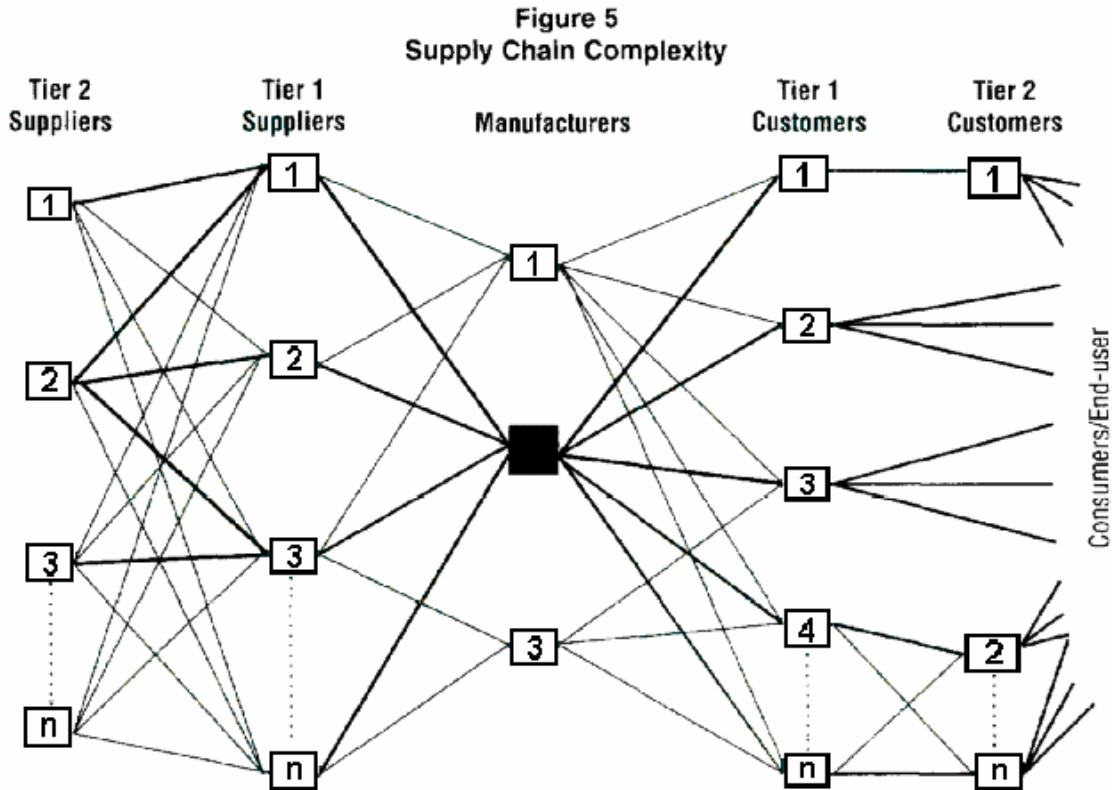 Figure 5
Supply Chain Complexity
Tier 2 Suppliers
Tier 1 Suppliers
Manufacturers
Tier 1 Customers
Tier 2 Customers
1
2
3
n
1
2
3
n
1
3
1
2
3
4
n
1
2
n
Consumers/End-user